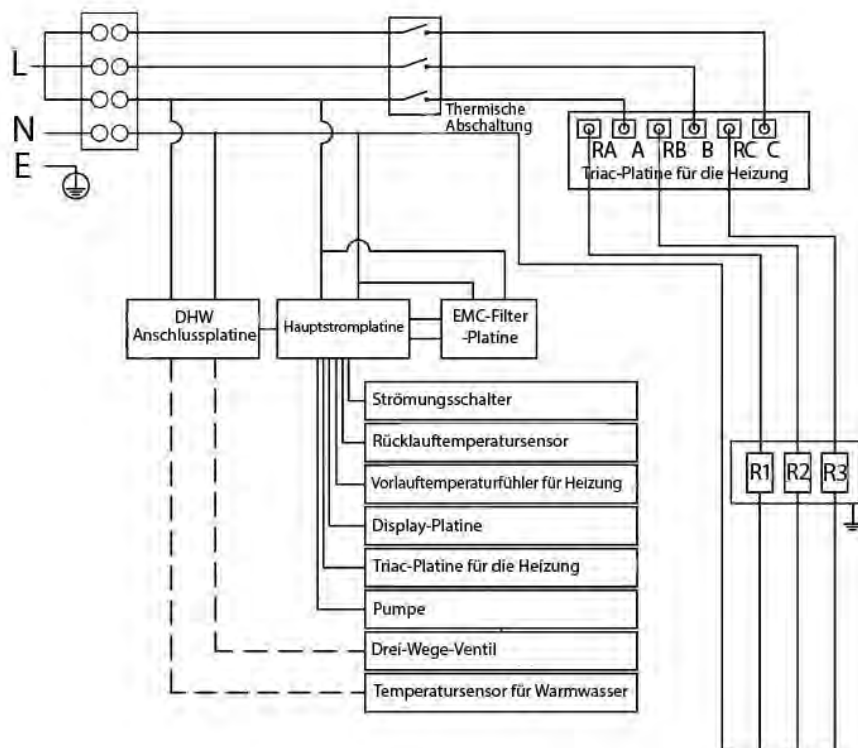 L
N
E
Thermische
Abschaltung
RA A RB B RC C
Triac-Platine für die Heizung
DHW
Anschlussplatine
Hauptstromplatine
EMC-Filter
-Platine
Strömungsschalter
Rücklauftemperatursensor
Vorlauftemperaturfühler für Heizung
Display-Platine
Triac-Platine für die Heizung
Pumpe
Drei-Wege-Ventil
Temperatursensor für Warmwasser
R1 R2 R3